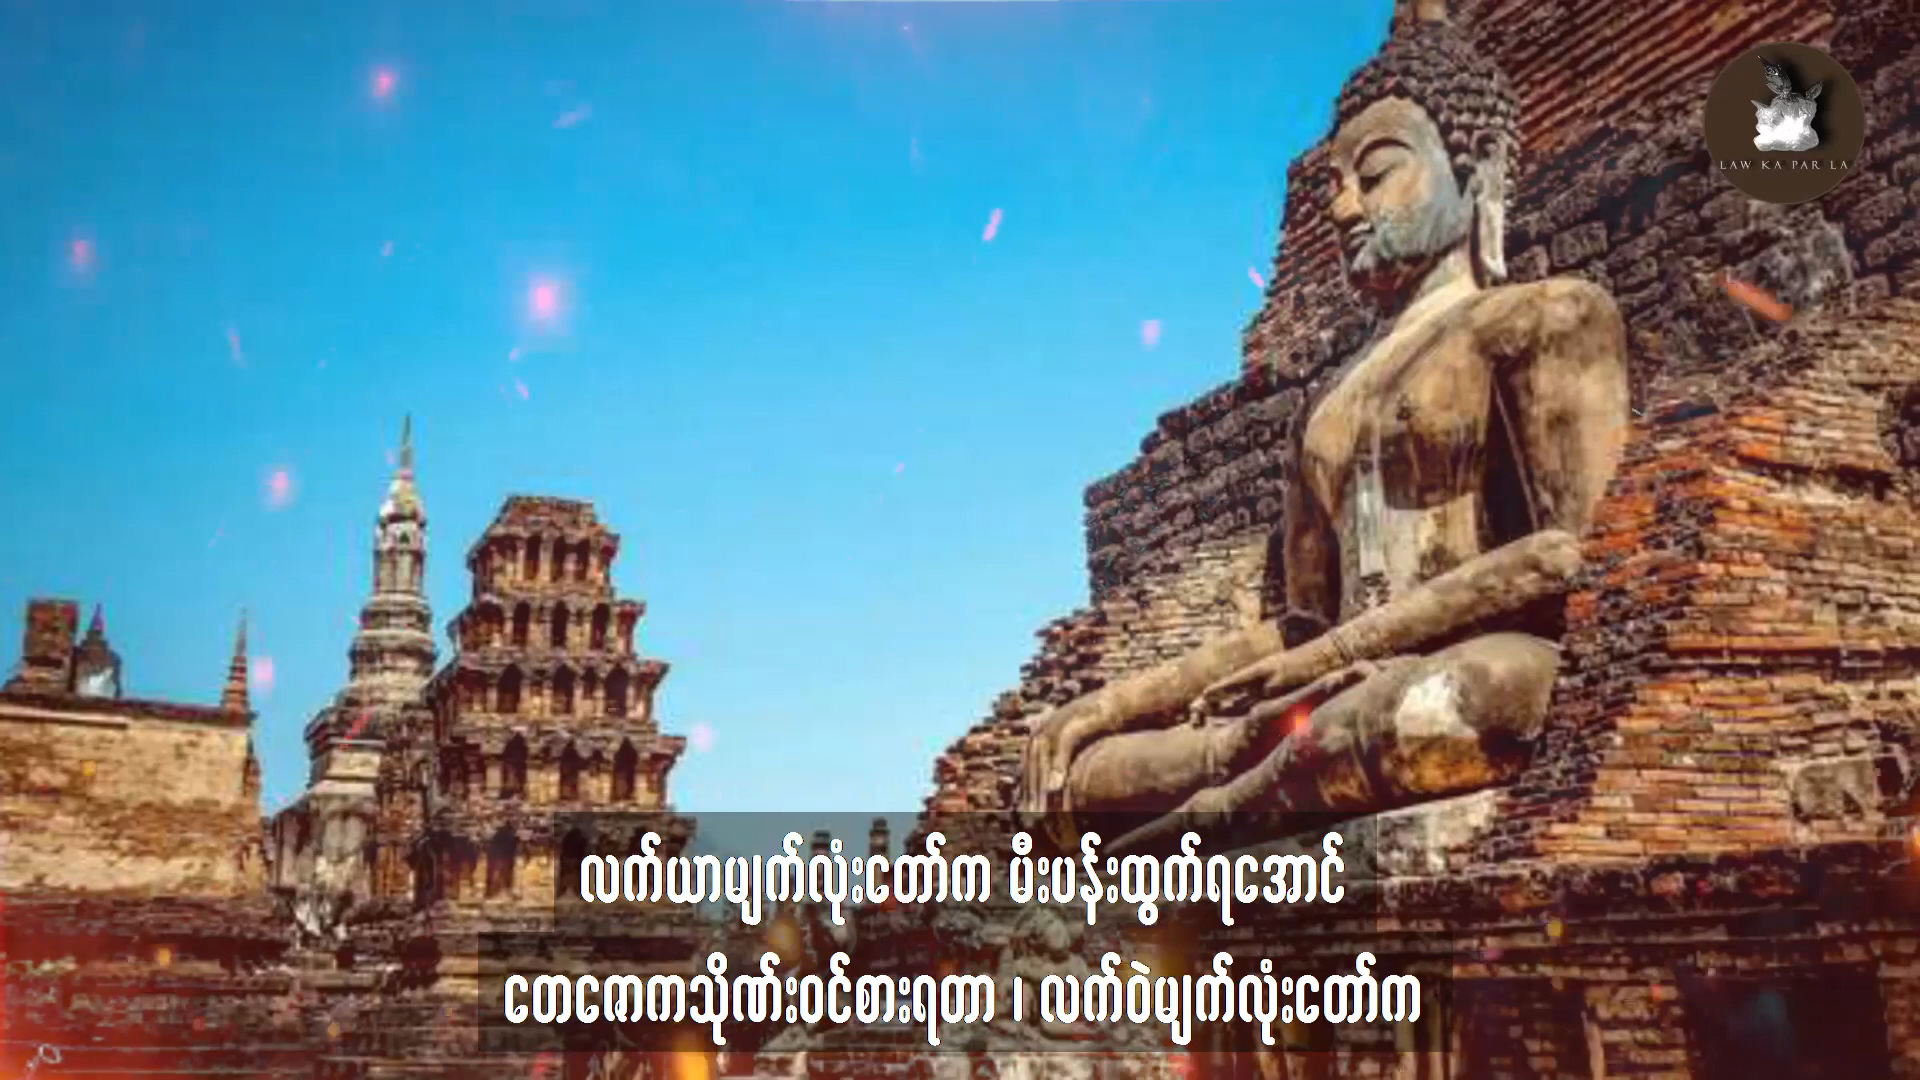 LAW KA PAR LA
လက်ယာမျက်လုံးတော်က မီးပန်းထွက်ရအောင်
တေဇောကသိုဏ်းဝင်စားရတာ ၊ လက်ဝဲမျက်လုံးတော်က